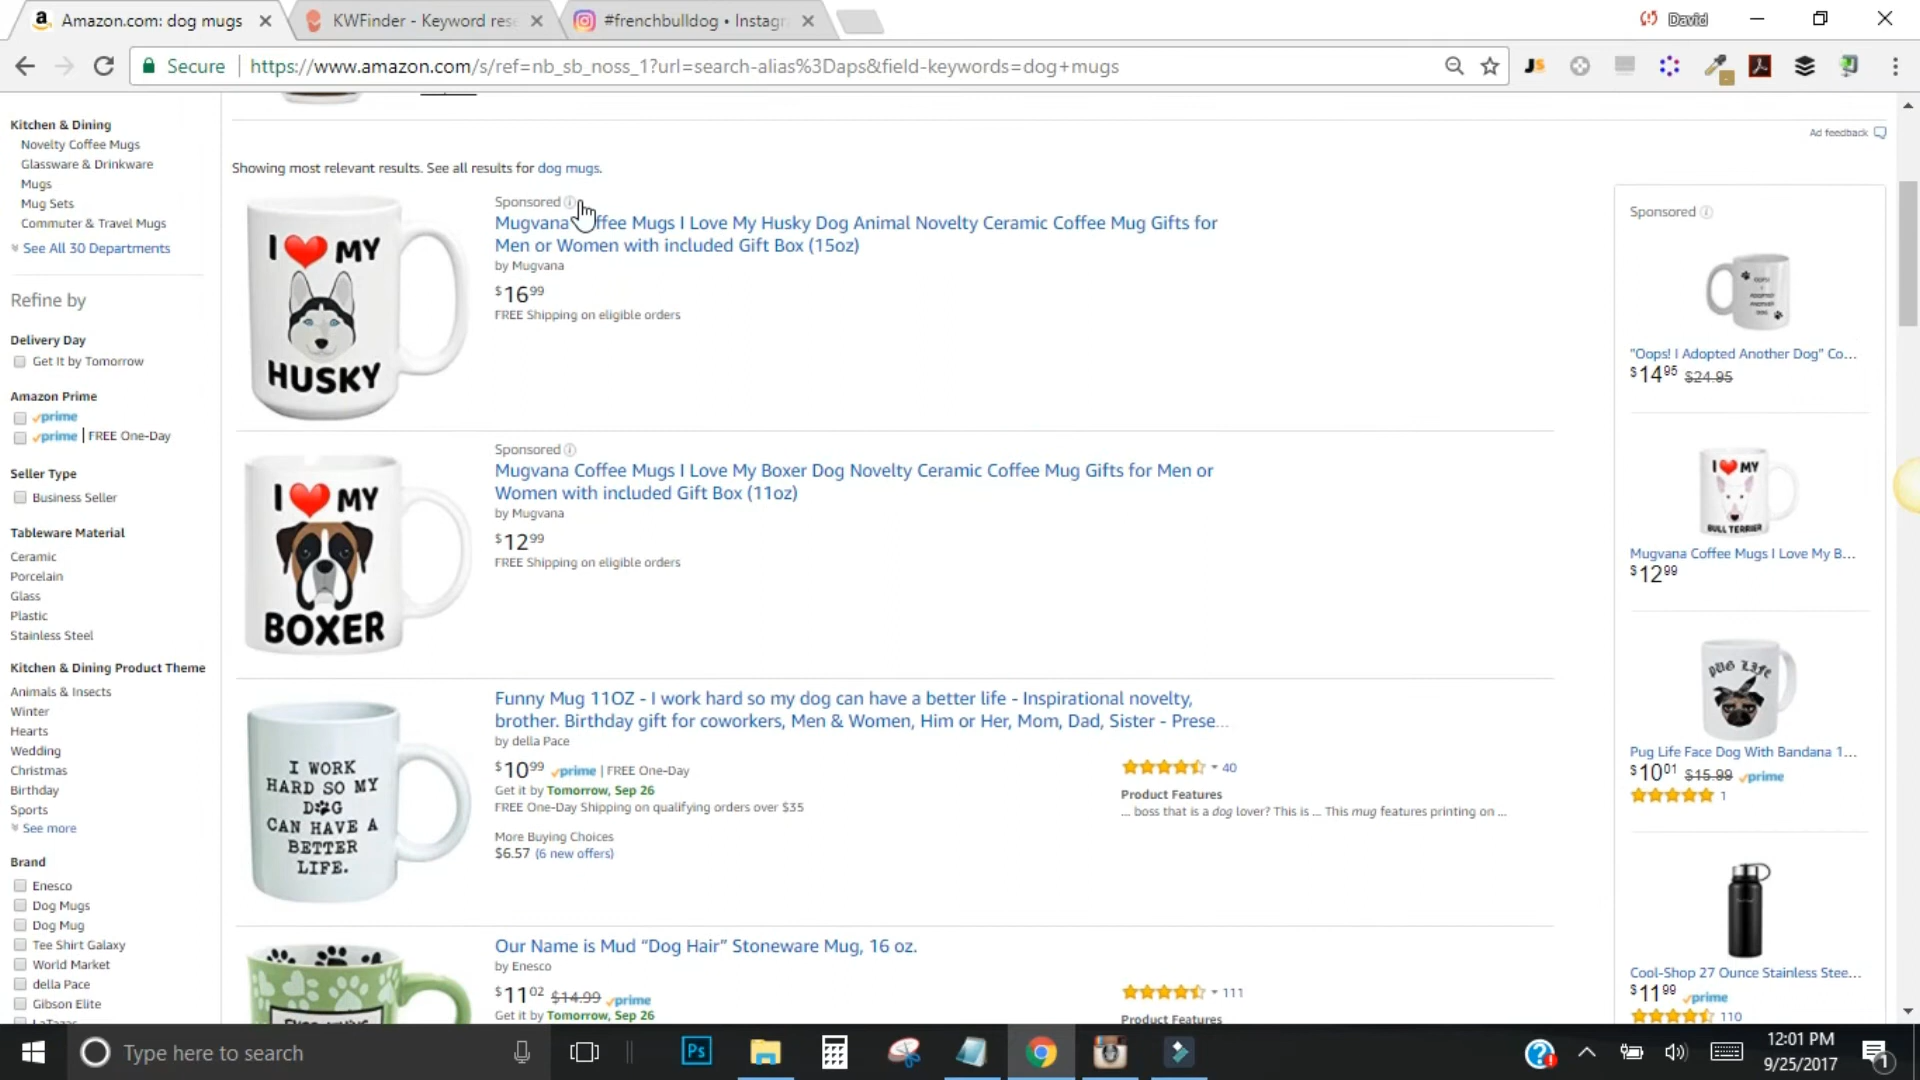 Amazon.com: dog mugs
KWFinder - Keyword rese
#frenchbulldog • Instagr
David
Secure
https://www.amazon.com/s/ref=nb_sb_noss_1?url=search-alias%3Daps&field-keywords=dog+mugs
JS
Kitchen & Dining
Novelty Coffee Mugs
Glassware & Drinkware
Mugs
Mug Sets
Commuter & Travel Mugs
See All 30 Departments
Refine by
Delivery Day
Get It by Tomorrow
Amazon Prime
prime
prime | FREE One-Day
Seller Type
Business Seller
Tableware Material
Ceramic
Porcelain
Glass
Plastic
Stainless Steel
Kitchen & Dining Product Theme
Animals & Insects
Winter
Hearts
Wedding
Christmas
Birthday
Sports
See more
Brand
Enesco
Dog Mugs
Dog Mug
Tee Shirt Galaxy
World Market
della Pace
Gibson Elite
Ad feedback
Showing most relevant results. See all results for dog mugs.
I MY
HUSKY
Sponsored
Mugvana Coffee Mugs I Love My Husky Dog Animal Novelty Ceramic Coffee Mug Gifts for
Men or Women with included Gift Box (15oz)
by Mugvana
$16 99
FREE Shipping on eligible orders
I MY
BOXER
Sponsored
Mugvana Coffee Mugs I Love My Boxer Dog Novelty Ceramic Coffee Mug Gifts for Men or
Women with included Gift Box (11oz)
by Mugvana
$12 99
FREE Shipping on eligible orders
I WORK
HARD SO MY
DOG
CAN HAVE A
BETTER
LIFE.
Funny Mug 11OZ - I work hard so my dog can have a better life - Inspirational novelty,
brother. Birthday gift for coworkers, Men & Women, Him or Her, Mom, Dad, Sister - Prese...
by della Pace
$10 99 prime | FREE One-Day
Get it by Tomorrow, Sep 26
FREE One-Day Shipping on qualifying orders over $35
More Buying Choices
$6.57 (6 new offers)
40
Product Features
... boss that is a dog lover? This is ... This mug features printing on ...
Our Name is Mud “Dog Hair” Stoneware Mug, 16 oz.
by Enesco
$11 02 $14.99 prime
Get it by Tomorrow, Sep 26
111
Product Features
Sponsored
"Oops! I Adopted Another Dog" Co...
$14 95 $24.95
I MY
BULL TERRIER
Mugvana Coffee Mugs I Love My B...
$12 99
PUG LIFE
Pug Life Face Dog With Bandana 1...
$10 01 $15.99 prime
1
Cool-Shop 27 Ounce Stainless Stee...
$11 99 prime
110
Type here to search
Ps
12:01 PM
9/25/2017
1